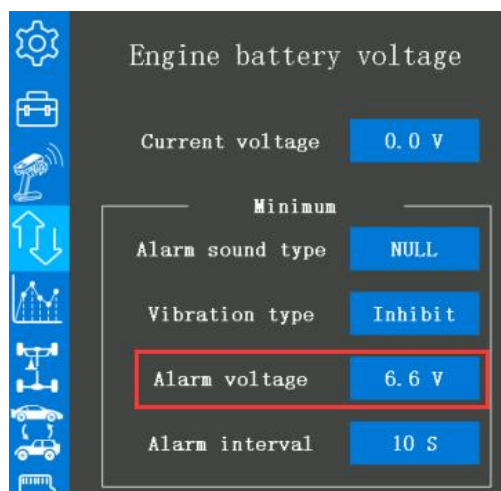 Engine battery voltage
Current voltage 0.0 V
Minimum
Alarm sound type NULL
Vibration type Inhibit
Alarm voltage 6.6 V
Alarm interval 10 S